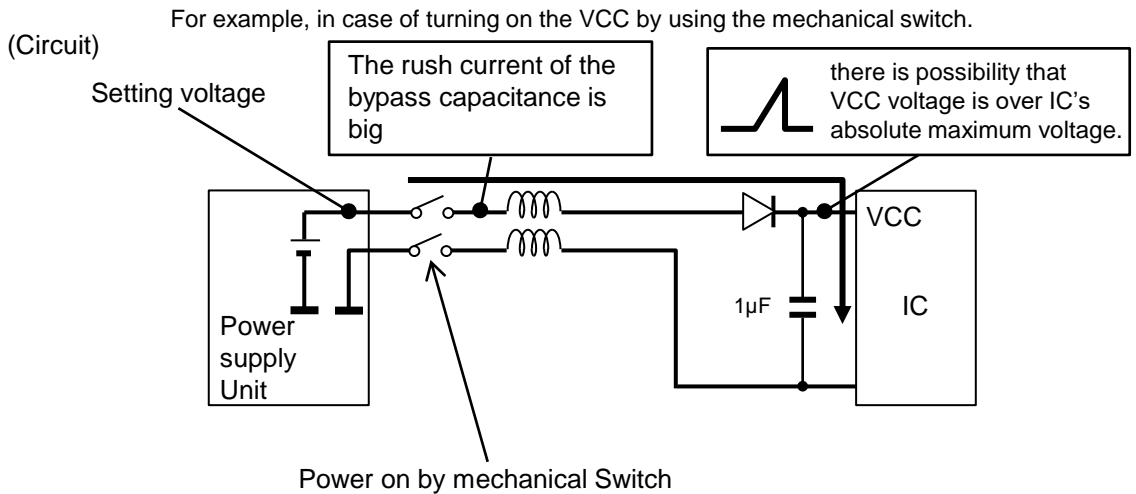 For example, in case of turning on the VCC by using the mechanical switch.
(Circuit)
Setting voltage
The rush current of the
bypass capacitance is
big
there is possibility that
VCC voltage is over IC's
absolute maximum voltage.
VCC
1µF
IC
Power
supply
Unit
Power on by mechanical Switch